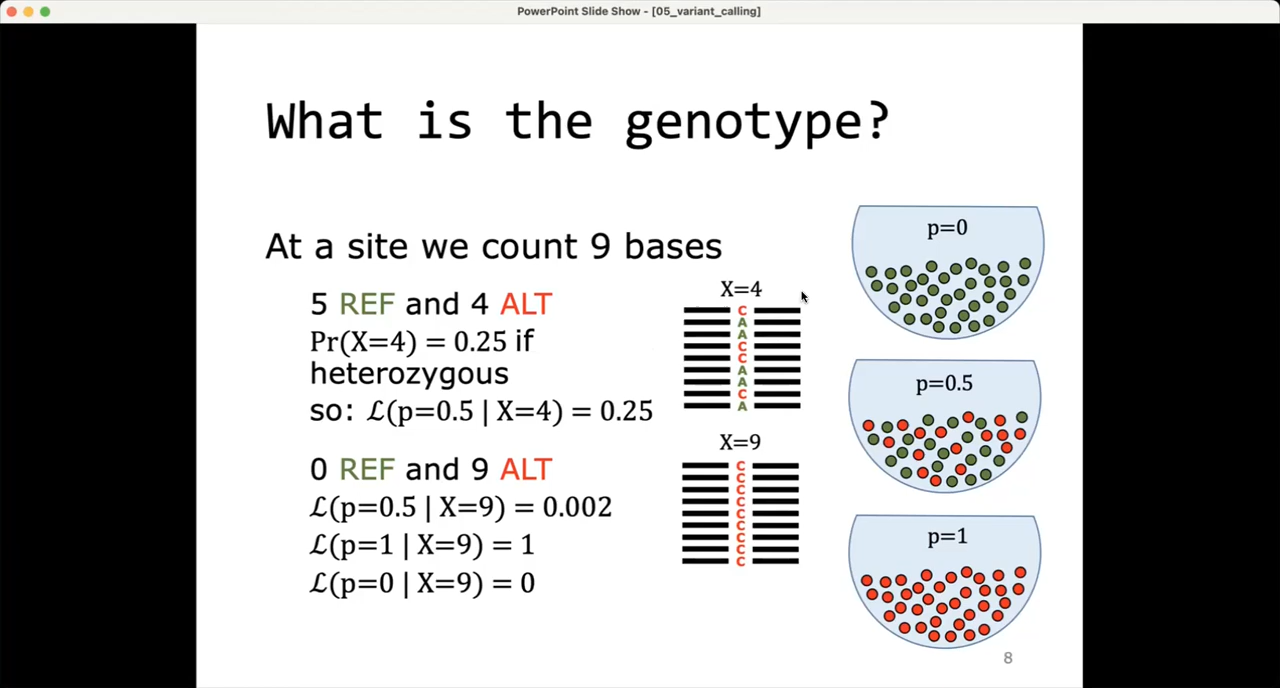 PowerPoint Slide Show - [05_variant_calling]
What is the genotype?
At a site we count 9 bases
5 REF and 4 ALT
Pr(X=4) = 0.25 if
heterozygous
so: ℒ(p=0.5 | X=4) = 0.25
0 REF and 9 ALT
ℒ(p=0.5 | X=9) = 0.002
ℒ(p=1 | X=9) = 1
ℒ(p=0 | X=9) = 0
X=4
C
A
A
C
C
A
A
C
A
X=9
C
C
C
C
C
C
C
C
C
p=0
p=0.5
p=1
8